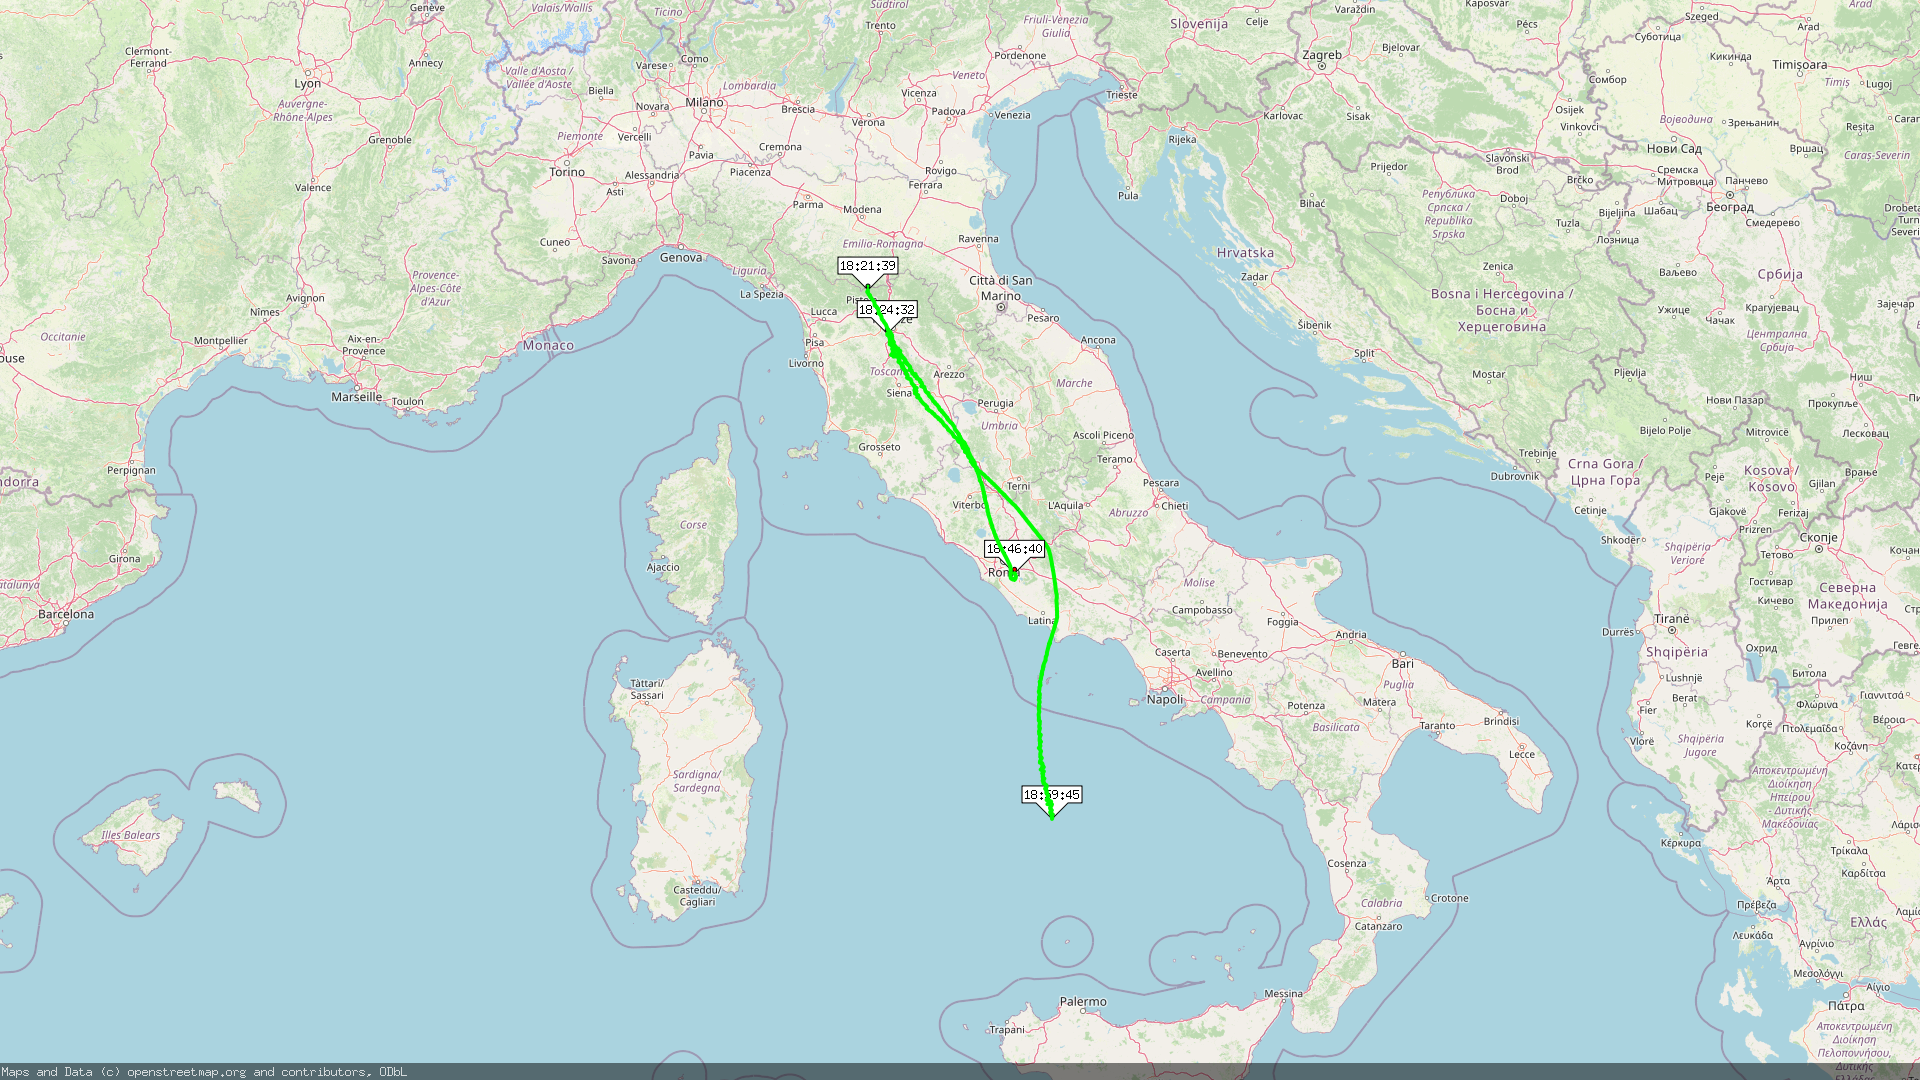 Genève
Valais/Wallis
Ticino
Südtirol
Trento
Friuli-Venezia
Giulia
Slovenija
Celje
Varaždin
Kaposvár
Pécs
Szeged
Arad
Clermont-
Ferrand
Lyon
Annecy
Valle d'Aosta /
Vallée d'Aoste
Varese
Como
Lombardia
Veneto
Pordenone
Zagreb
Bjelovar
Суботица
Кикинда
Timișoara
Timiș
Lugoj
Auvergne-
Rhône-Alpes
Biella
Novara
Milano
Brescia
Vicenza
Padova
Verona
Venezia
Trieste
Karlovac
Sisak
Osijek
Vinkovci
Сомбор
Војводина
Зрењанин
Reșița
Grenoble
Piemonte
Vercelli
Pavia
Cremona
Piacenza
Rovigo
Ferrara
Rijeka
Pula
Prijedor
Slavonski
Brod
Нови Сад
Вршац
Caraș-Severin
Valence
Torino
Asti
Alessandria
Parma
Modena
Bihać
Република
Српска /
Republika
Srpska
Doboj
Brčko
Сремска
Митровица
Панчево
Београд
Шабац
Bijeljina
Смедерево
Tuzla
Лозница
Cuneo
Savona
Genova
Emilia-Romagna
Ravenna
Hrvatska
Zadar
Zenica
Ваљево
Србија
Provence-
Alpes-Côte
d'Azur
Liguria
La Spezia
18:21:39
Città di San
Marino
Bosna i Hercegovina /
Босна и
Херцеговина
Avignon
Nîmes
Occitanie
Lucca
18:24:32
Pesaro
Šibenik
Ужице
Чачак
Крагујевац
Зајечар
Централна
Србија
Montpellier
Aix-en-
Provence
Monaco
Pisa
Livorno
Ancona
Split
Mostar
Pljevlja
Ниш
Marseille
Toulon
Siena
Arezzo
Perugia
Umbria
Marche
Нови Пазар
Прокупље
Лесковац
Bijelo Polje
Mitrovicë
Grosseto
Ascoli Piceno
Teramo
Trebinje
Dubrovnik
Crna Gora /
Црна Гора
Kosova /
Kosovo
Врање
Perpignan
Terni
Viterbo
L'Aquila
Abruzzo
Pescara
Chieti
Cetinje
Pejë
Gjilan
Gjakovë
Ferizaj
Prizren
Corse
Ajaccio
Girona
Barcelona
18:46:40
Molise
Shkodër
Shqipëria
Veriore
Скопје
Тетово
Гостивар
Кичево
Северна
Македонија
Прилеп
Latina
Campobasso
Foggia
Andria
Bari
Durrës
Tiranë
Shqipëria
Охрид
Битола
Caserta
Benevento
Avellino
Napoli
Campania
Potenza
Matera
Puglia
Basilicata
Taranto
Brindisi
Lecce
Lushnjë
Berat
Fier
Korçë
Vlorë
Shqipëria
Jugore
Φλώρινα
Γιαννιτσά
Βέροια
Πτολεμαΐδα
Κοζάνη
Tàttari/
Sassari
Sardigna/
Sardegna
Casteddu/
Cagliari
Illes Balears
18:59:45
Αποκεντρωμένη
Διοίκηση
Ηπείρου-
Δυτικής
Μακεδονίας
Κέρκυρα
Τρίκαλα
Καρδίτσα
Άρτα
Πρέβεζα
Λευκάδα
Ελλάς
Αγρίνιο
Μεσολόγγι
Αίγιο
Πάτρα
Cosenza
Calabria
Crotone
Catanzaro
Messina
Palermo
Trapani
Αποκεντρωμένη
Διοίκηση
Πελοποννήσου,
Maps and Data (c) openstreetmap.org and contributors, ODbL